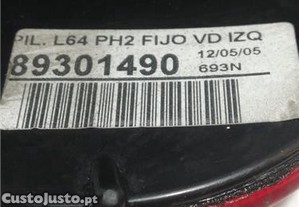 PIL. L64 PH2 FIJO VD IZQ
89301490
12/05/05
693N
CustoJusto.pt